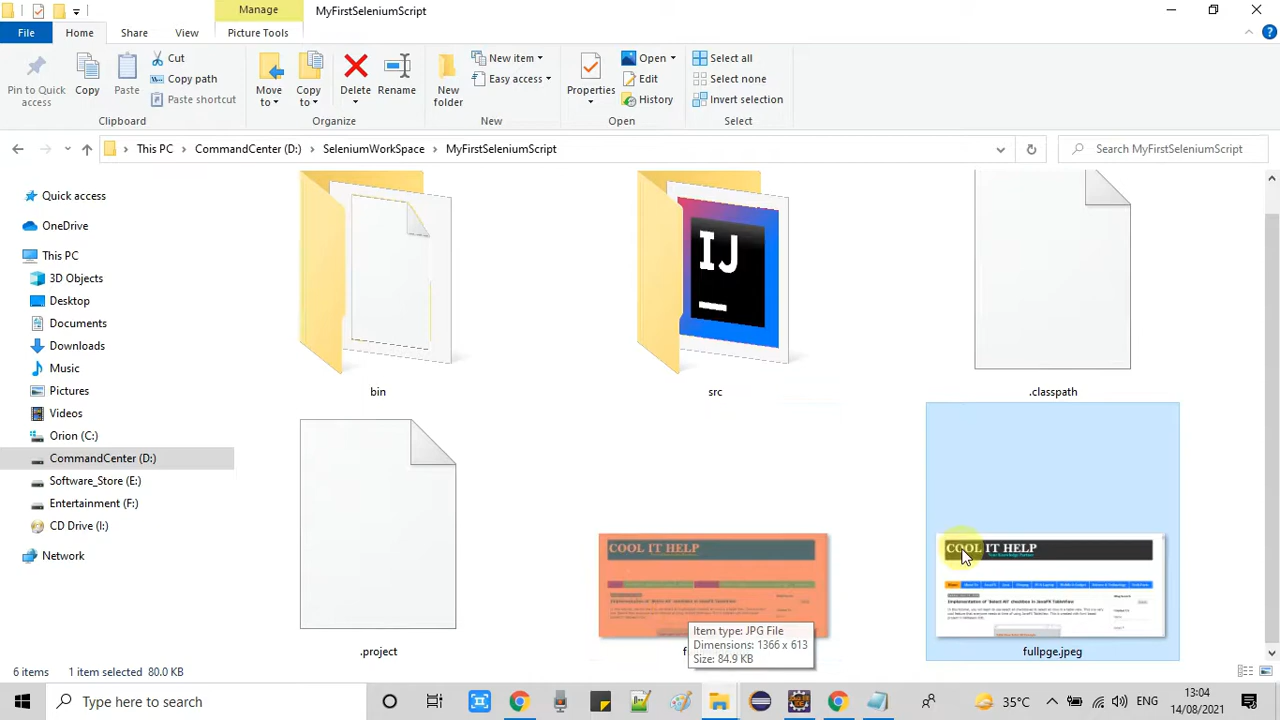 Manage
MyFirstSeleniumScript
File
Home
Share
View
Picture Tools
Pin to Quick access
Copy
Paste
Cut
Copy path
Paste shortcut
Clipboard
Move to
Copy to
Delete
Rename
Organize
New folder
New item
Easy access
New
Properties
Open
Edit
History
Open
Select all
Select none
Invert selection
Select
This PC
CommandCenter (D:)
SeleniumWorkSpace
MyFirstSeleniumScript
Search MyFirstSeleniumScript
Quick access
OneDrive
This PC
3D Objects
Desktop
Documents
Downloads
Music
Pictures
Videos
Orion (C:)
CommandCenter (D:)
Software_Store (E:)
Entertainment (F:)
CD Drive (I:)
Network
IJ
bin
src
.classpath
COOL IT HELP
COOL IT HELP
Item type: JPG File
Dimensions: 1366 x 613
Size: 84.9 KB
.project
fullpge.jpeg
6 items
1 item selected 80.0 KB
Type here to search
35°C
ENG
13:04
14/08/2021